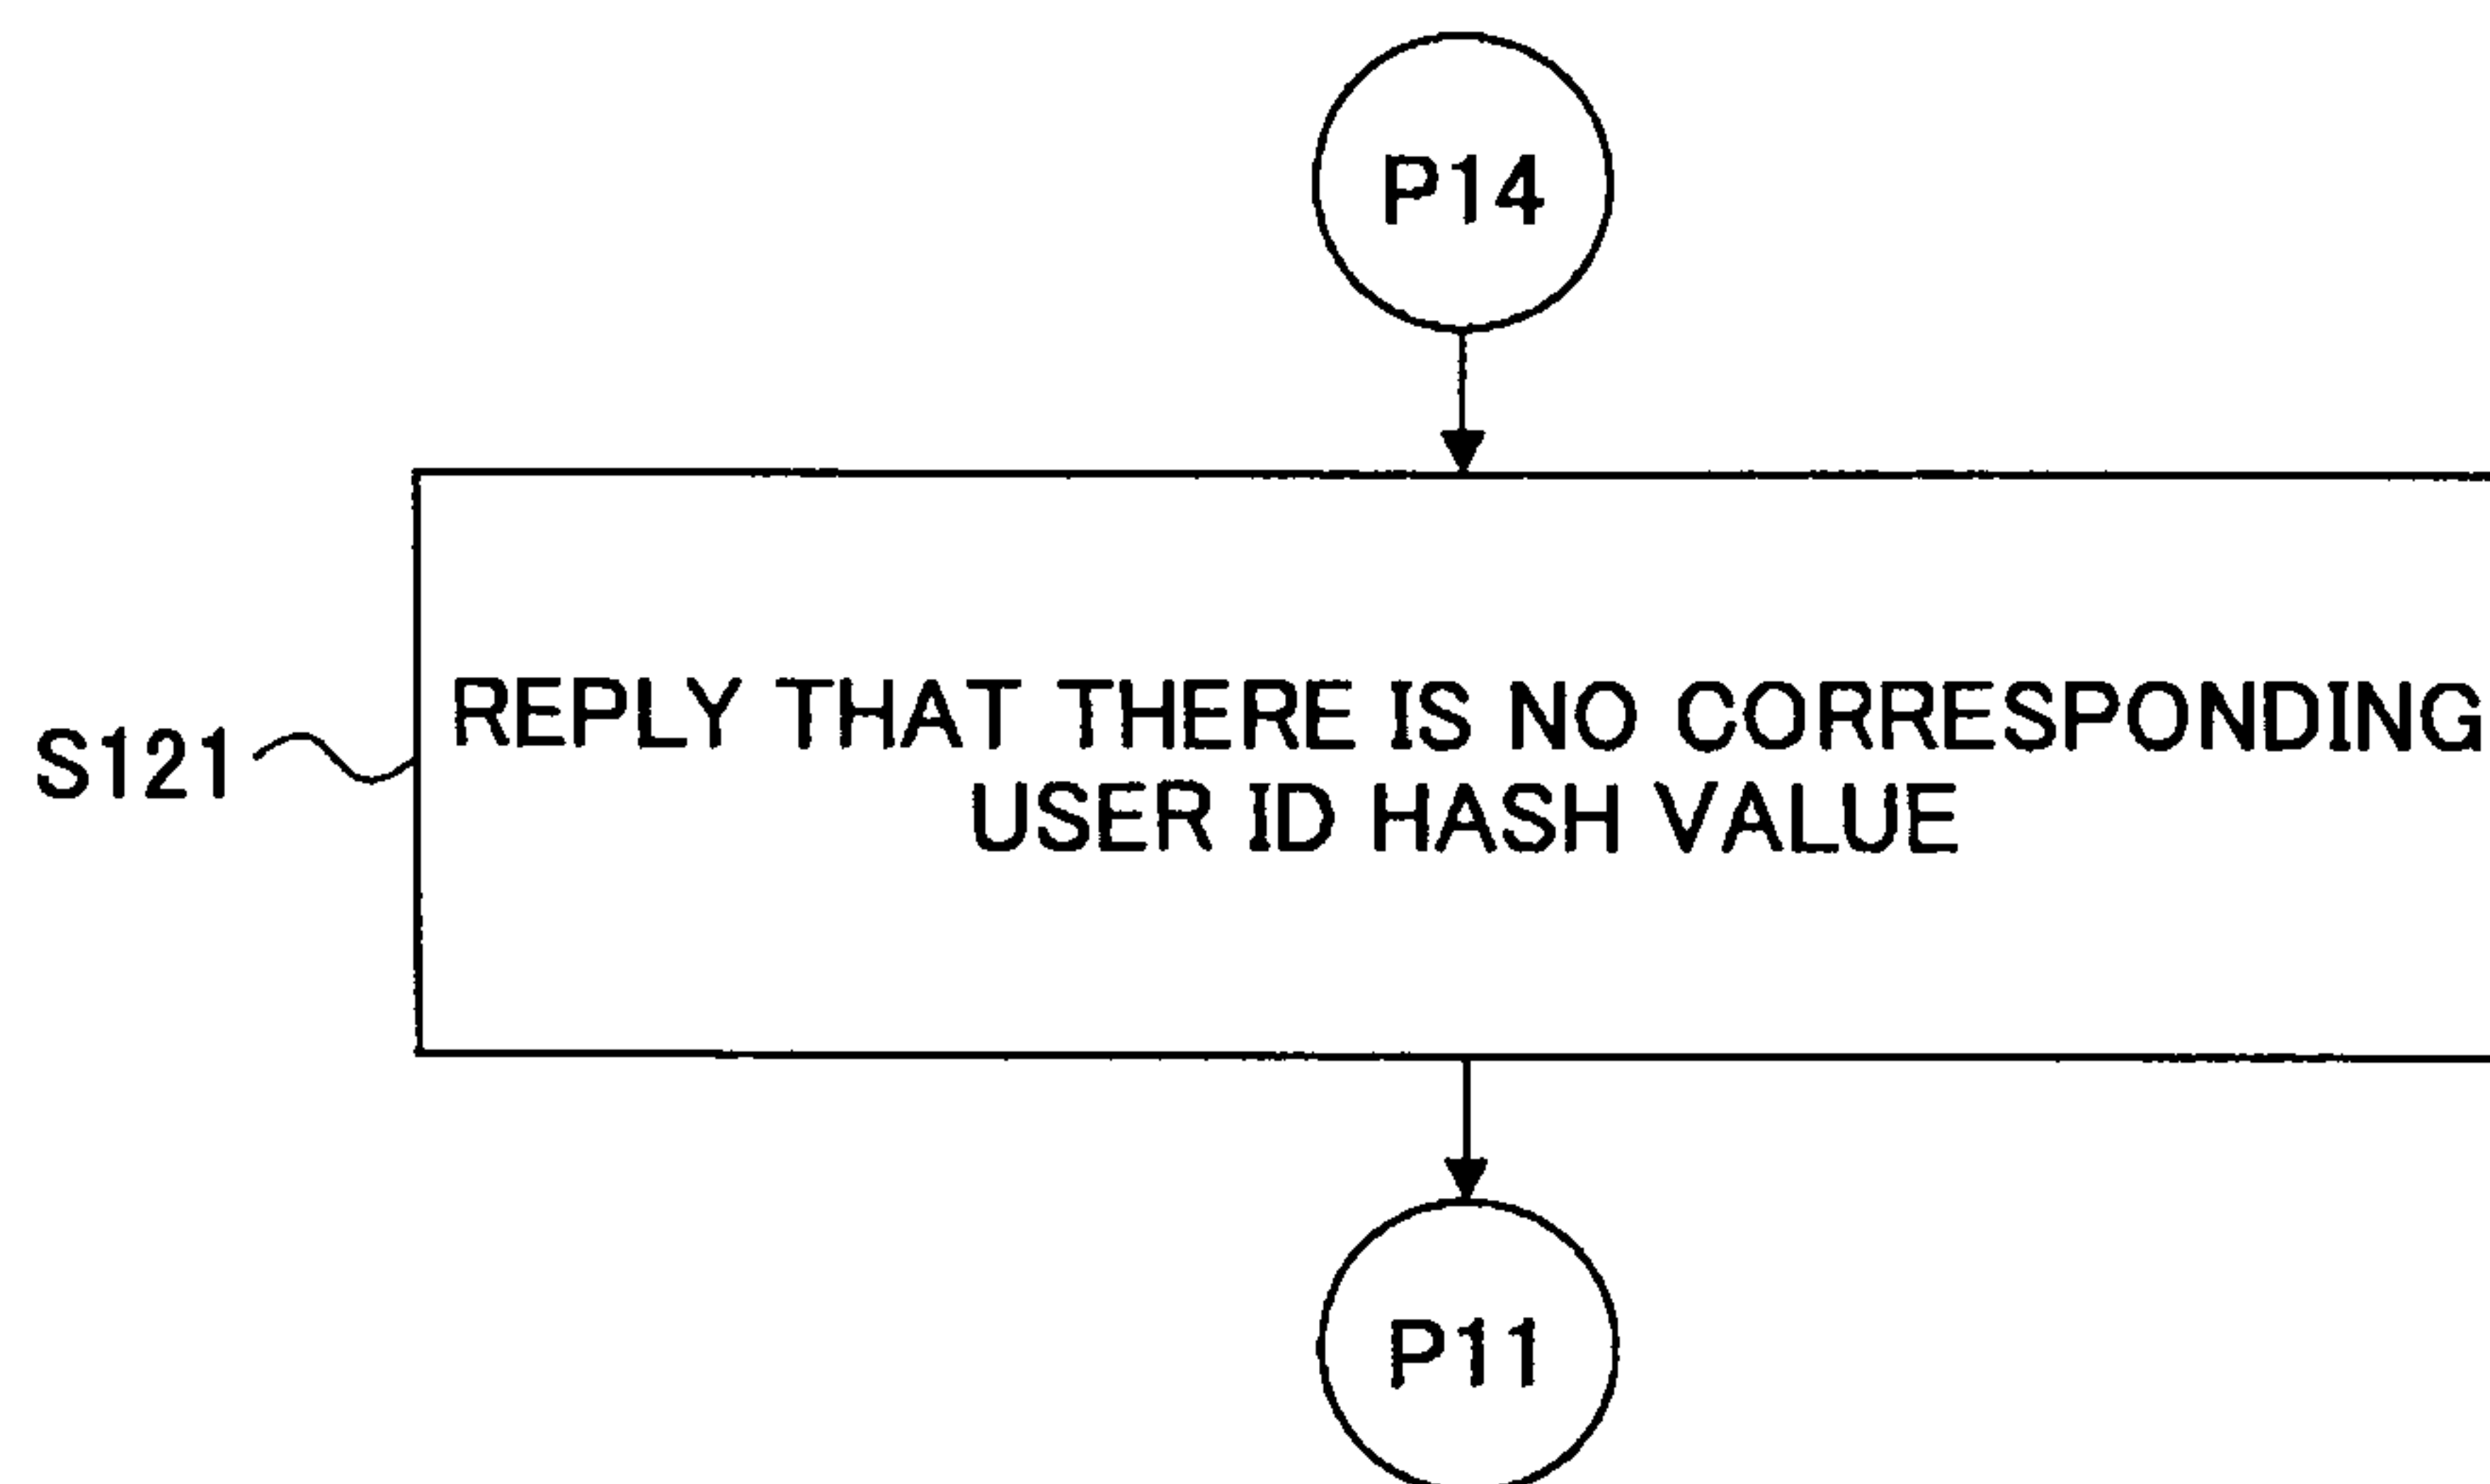 P14
S121
REPLY THAT THERE IS NO CORRESPONDING
USER ID HASH VALUE
P11